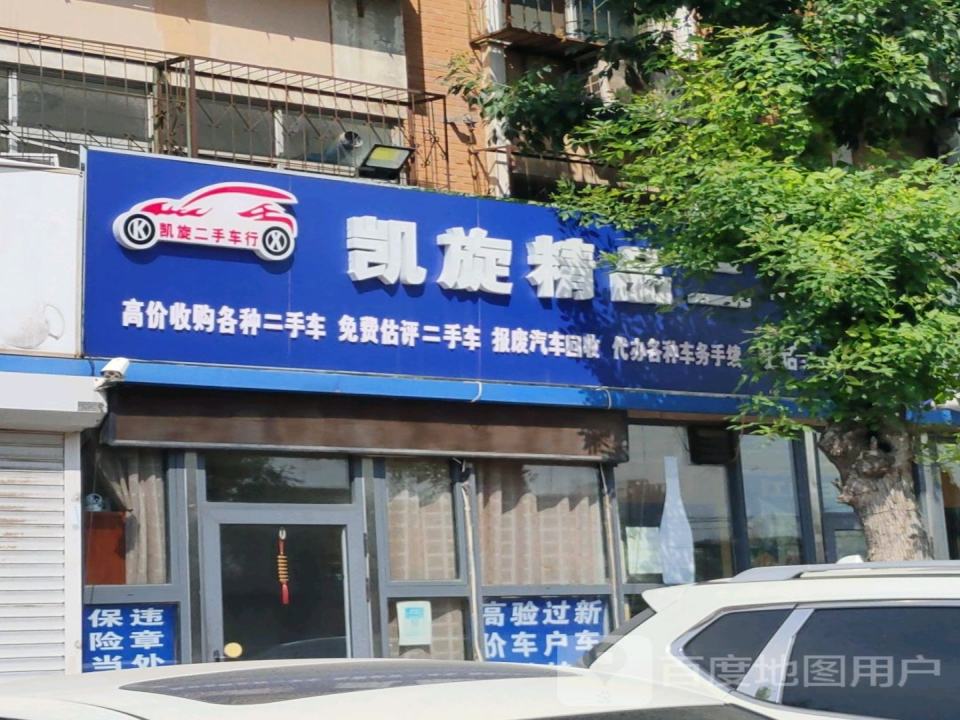 凯旋二手车行
K
凯旋精品二
高价收购各种二手车 免费估评二手车 报废汽车回收 代办各种车务手续
保险
违章
高价
验车
过户
新车
百度地图用户